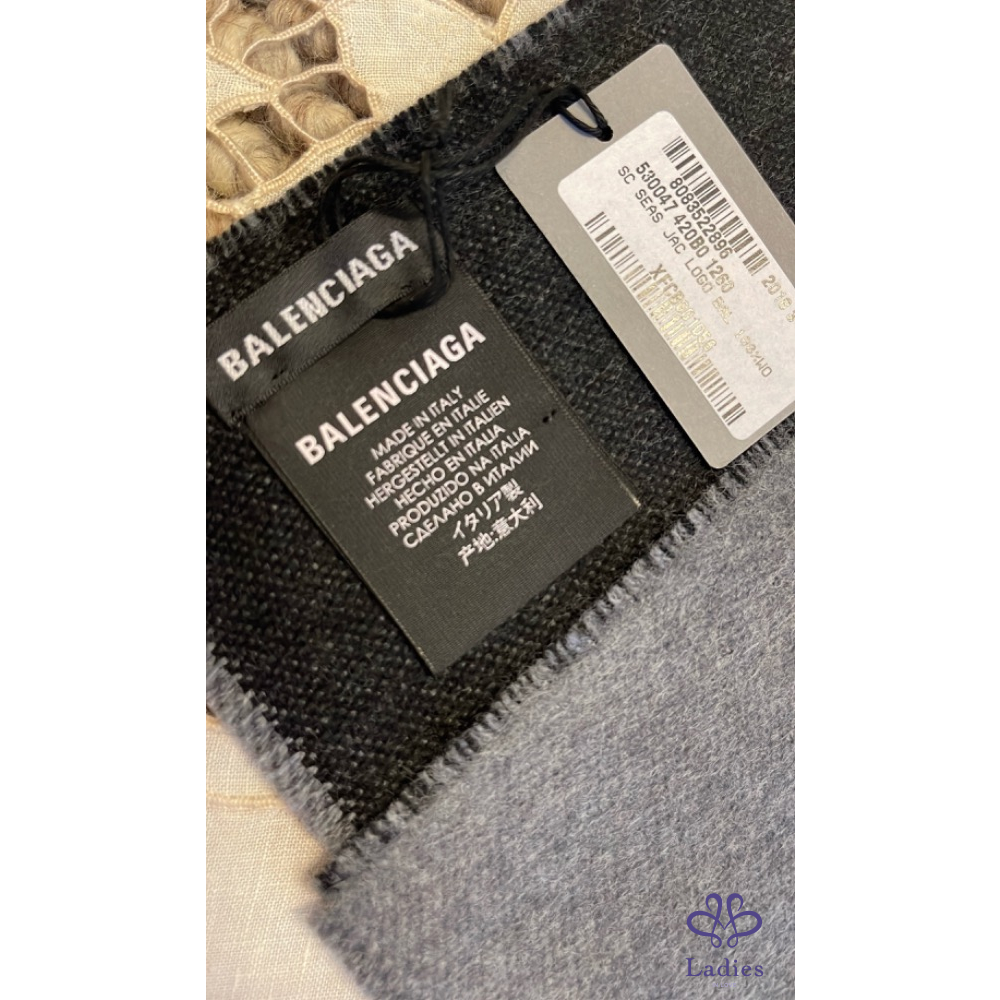 BALENCIAGA
BALENCIAGA
MADE IN ITALY
FABRIQUE EN ITALIE
HERGESTELLT IN ITALIEN
HECHO EN ITALIA
PRODUZIDO NA ITALIA
СДЕЛАНО В ИТАЛИИ
イタリア製
产地:意大利
8083522896
530047 420B0 1260
SC SEAS JAC LOGO
Ladies